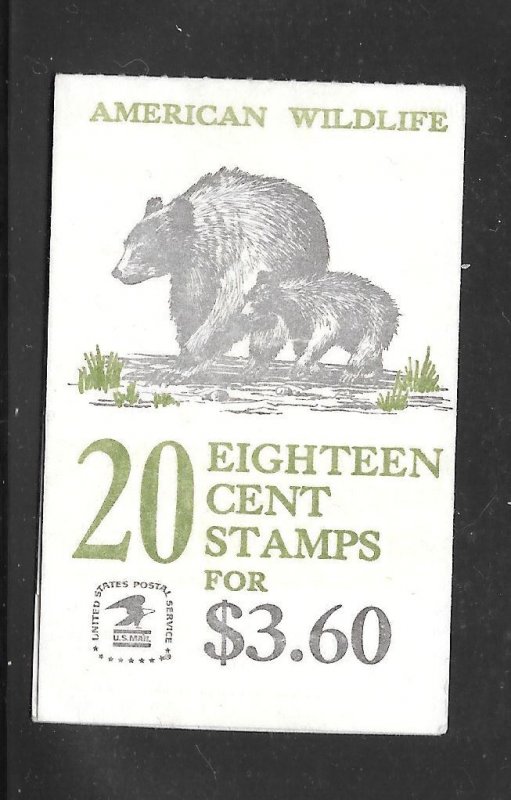 AMERICAN WILDLIFE
20
EIGHTEEN
CENT
STAMPS
FOR
$3.60
UNITED STATES POSTAL SERVICE
U.S.MAIL